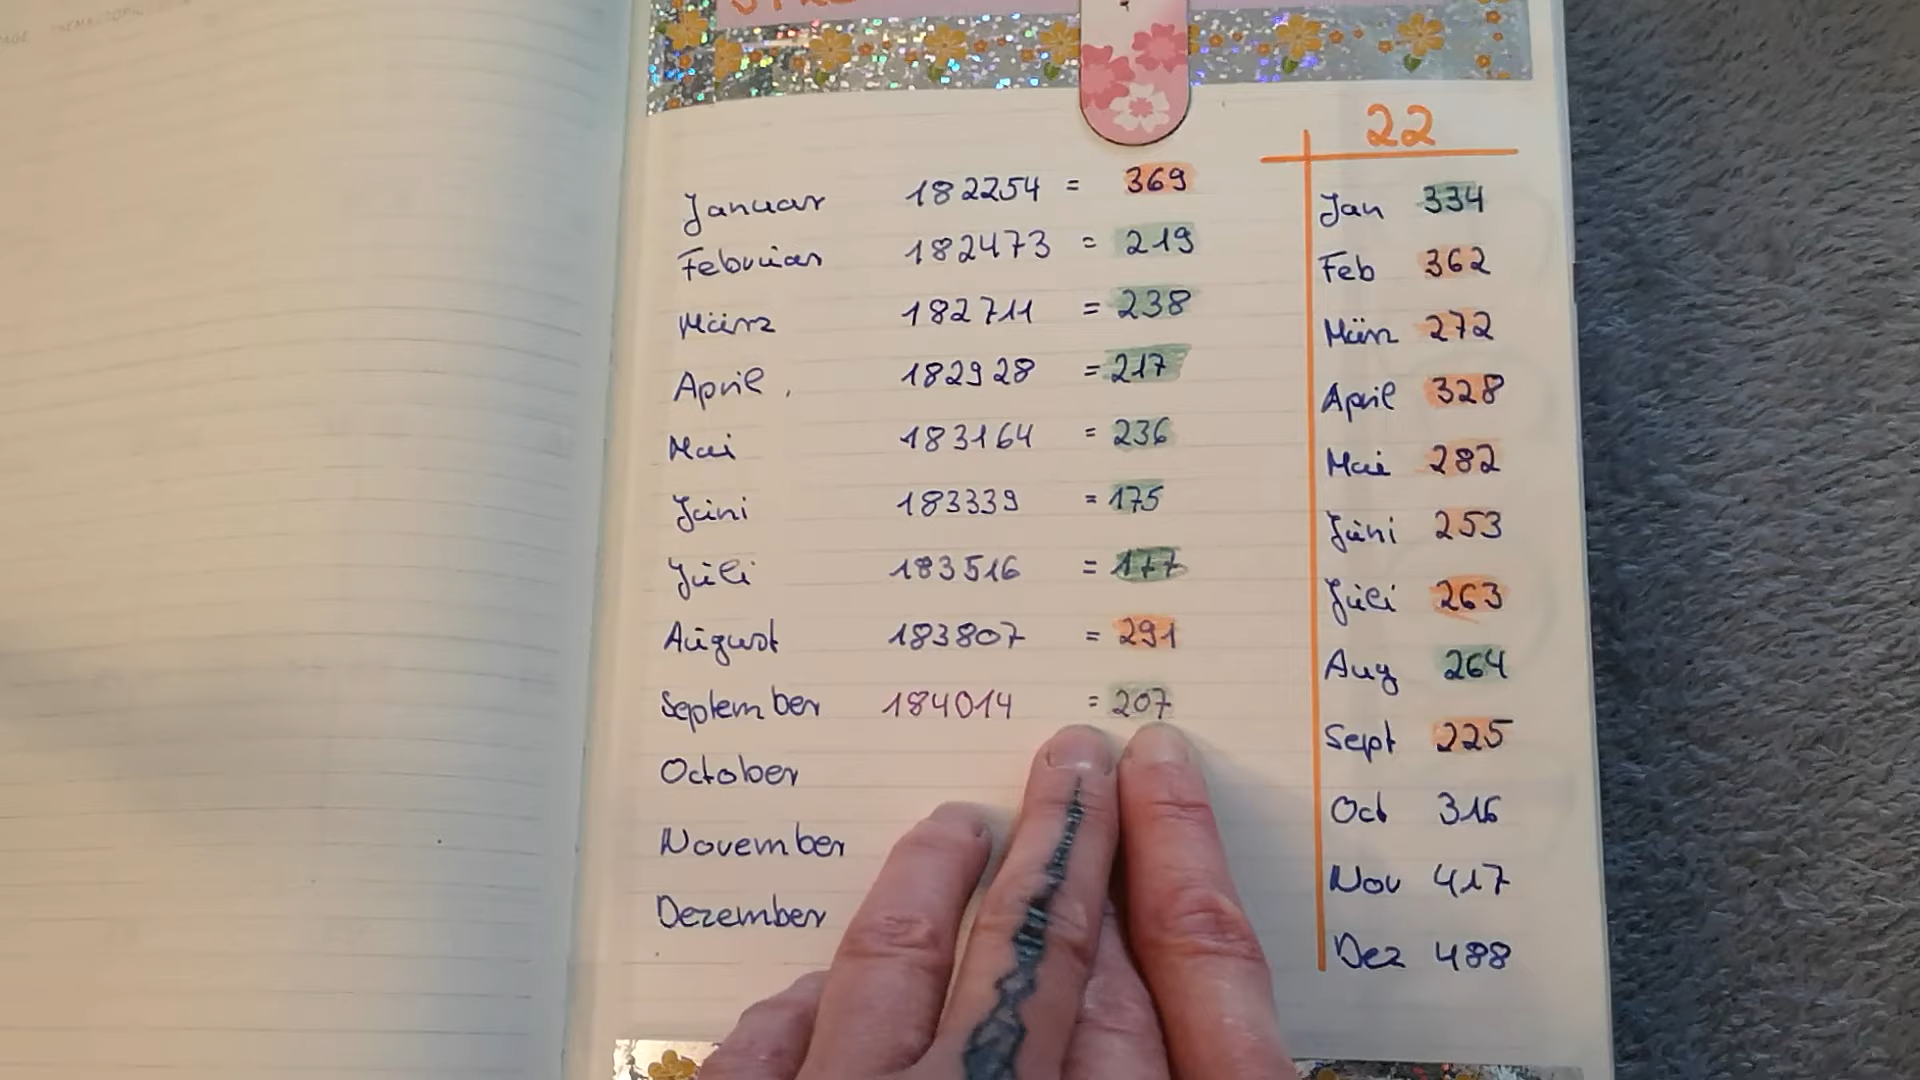 22
Januar 182254 = 369
Februar 182473 = 219
März 182711 = 238
April. 182928 = 217
Mai 183164 = 236
Juni 183339 = 175
Juli 183516 = 177
August 183807 = 291
September 184014 = 207
October
November
Dezember
Jan 334
Feb 362
März 272
April 328
Mai 282
Juni 253
Juli 263
Aug 264
Sept 225
Oct 316
Nov 417
Dez 488